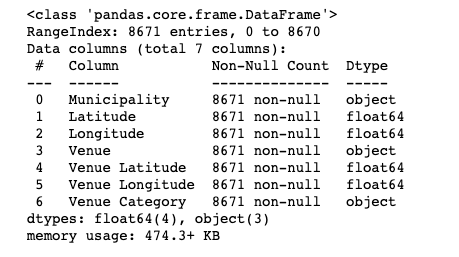 <class 'pandas.core.frame.DataFrame'>
RangeIndex: 8671 entries, 0 to 8670
Data columns (total 7 columns):
 #   Column           Non-Null Count  Dtype
---  ------           --------------  -----
 0   Municipality     8671 non-null   object
 1   Latitude         8671 non-null   float64
 2   Longitude        8671 non-null   float64
 3   Venue            8671 non-null   object
 4   Venue Latitude   8671 non-null   float64
 5   Venue Longitude  8671 non-null   float64
 6   Venue Category   8671 non-null   object
dtypes: float64(4), object(3)
memory usage: 474.3+ KB